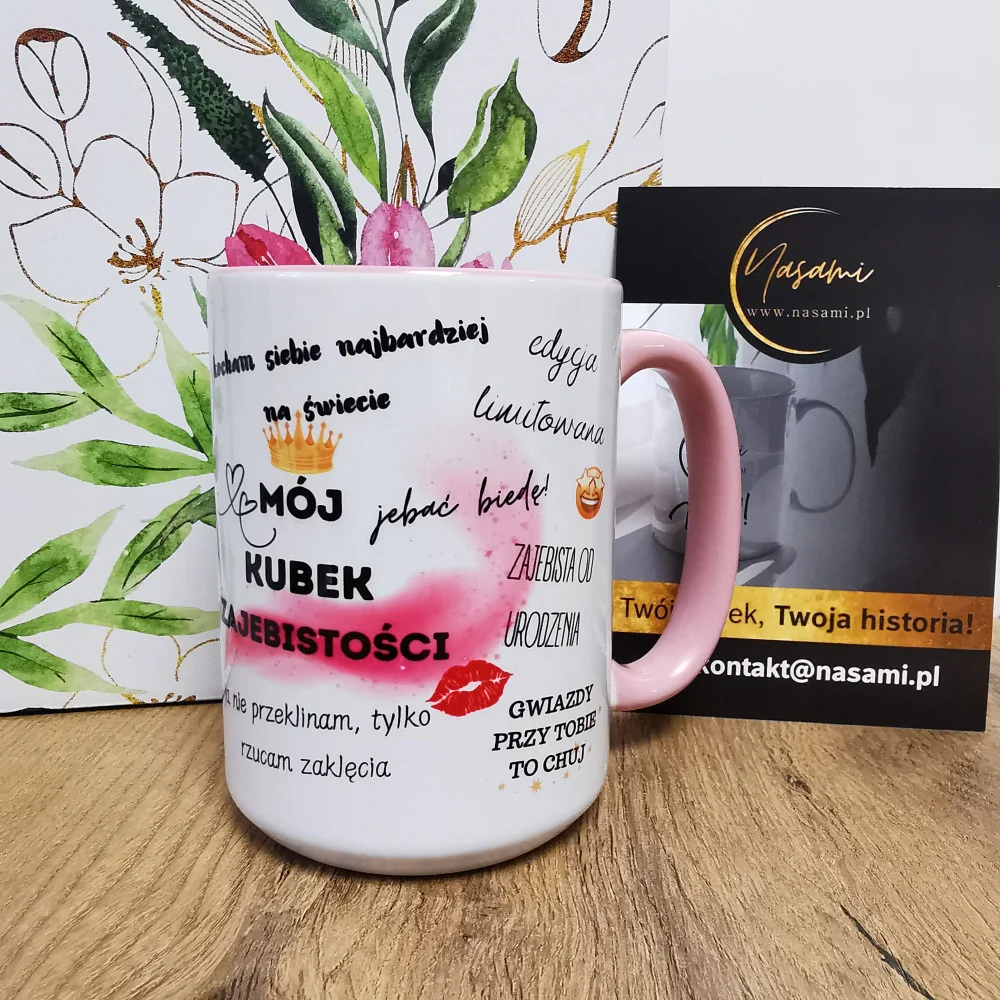 kocham siebie najbardziej
na świecie
MÓJ
KUBEK
ZAJEBISTOŚCI
nie przeklinam, tylko
rzucam zaklęcia
edycja
limitowana
jebać biedę!
ZAJEBISTA OD
URODZENIA
GWIAZDY
PRZY TOBIE
TO CHUJ
Nasami
www.nasami.pl
Twoja historia!
kontakt@nasami.pl